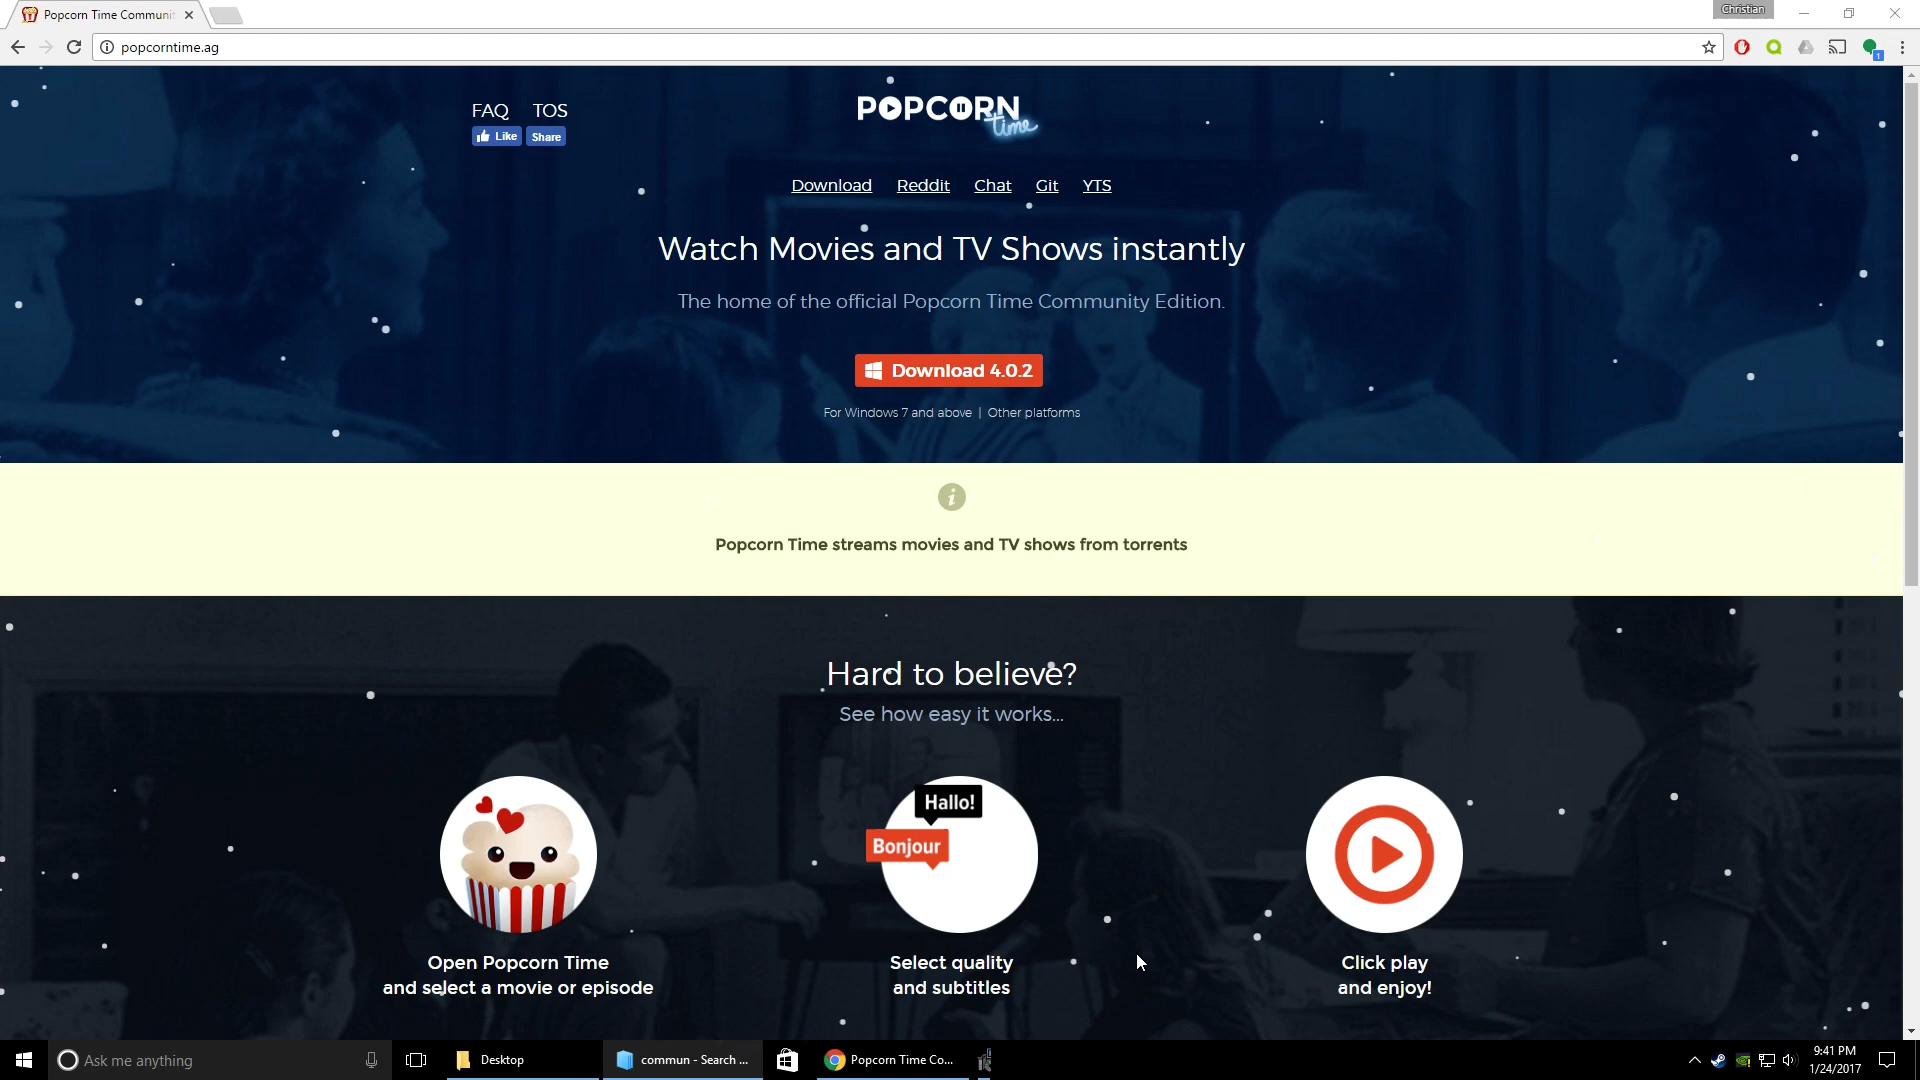 Popcorn Time Communit
Christian
popcorntime.ag
1
FAQ TOS
Like Share
POPCORN
time
Download Reddit Chat Git YTS
Watch Movies and TV Shows instantly
The home of the official Popcorn Time Community Edition.
Download 4.0.2
For Windows 7 and above | Other platforms
Popcorn Time streams movies and TV shows from torrents
Hard to believe?
See how easy it works...
Hallo!
Bonjour
Open Popcorn Time
and select a movie or episode
Select quality
and subtitles
Click play
and enjoy!
Ask me anything
Desktop
commun - Search ...
Popcorn Time Co...
9:41 PM
1/24/2017